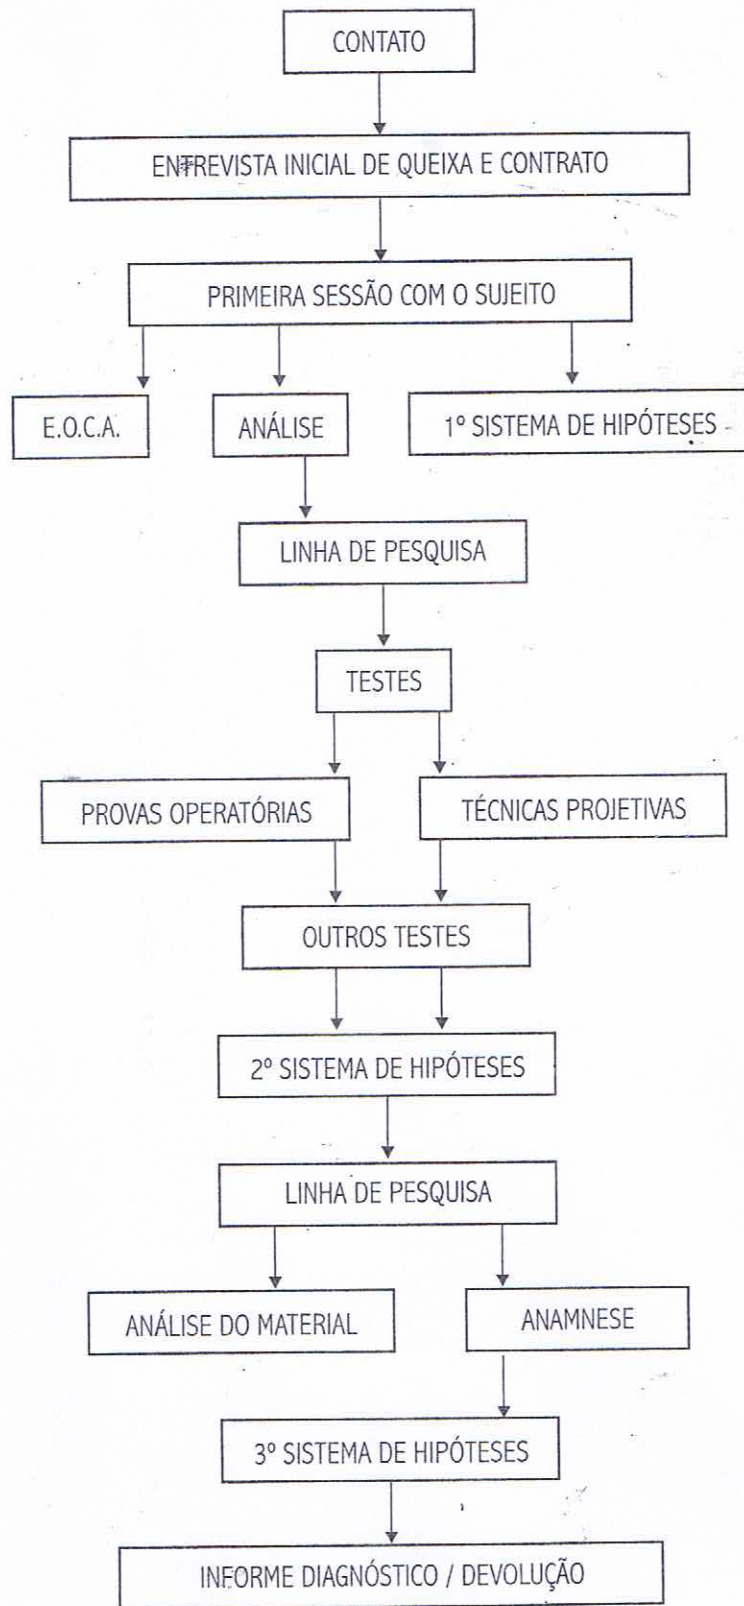 CONTATO
ENTREVISTA INICIAL DE QUEIXA E CONTRATO
PRIMEIRA SESSÃO COM O SUJEITO
E.O.C.A.
ANÁLISE
1º SISTEMA DE HIPÓTESES
LINHA DE PESQUISA
TESTES
PROVAS OPERATÓRIAS
TÉCNICAS PROJETIVAS
OUTROS TESTES
2º SISTEMA DE HIPÓTESES
LINHA DE PESQUISA
ANÁLISE DO MATERIAL
ANAMNESE
3º SISTEMA DE HIPÓTESES
INFORME DIAGNÓSTICO / DEVOLUÇÃO